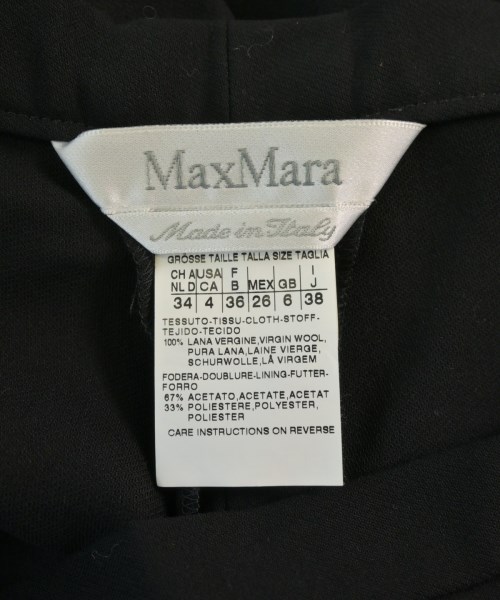 MaxMara
Made in Italy
GRÖSSE TAILLE TALLA SIZE TAGLIA
CH A USA F I
NL D CA B MEX GB J
34 4 36 26 6 38
TESSUTO-TISSU-CLOTH-STOFF-
TEJIDO-TECIDO
100% LANA VERGINE,VIRGIN WOOL,
PURA LANA,LAINE VIERGE,
SCHURWOLLE,LÃ VIRGEM
FODERA-DOUBLURE-LINING-FUTTER-
FORRO
67% ACETATO,ACETATE,ACETAT
33% POLIESTERE,POLYESTER,
POLIESTER
CARE INSTRUCTIONS ON REVERSE